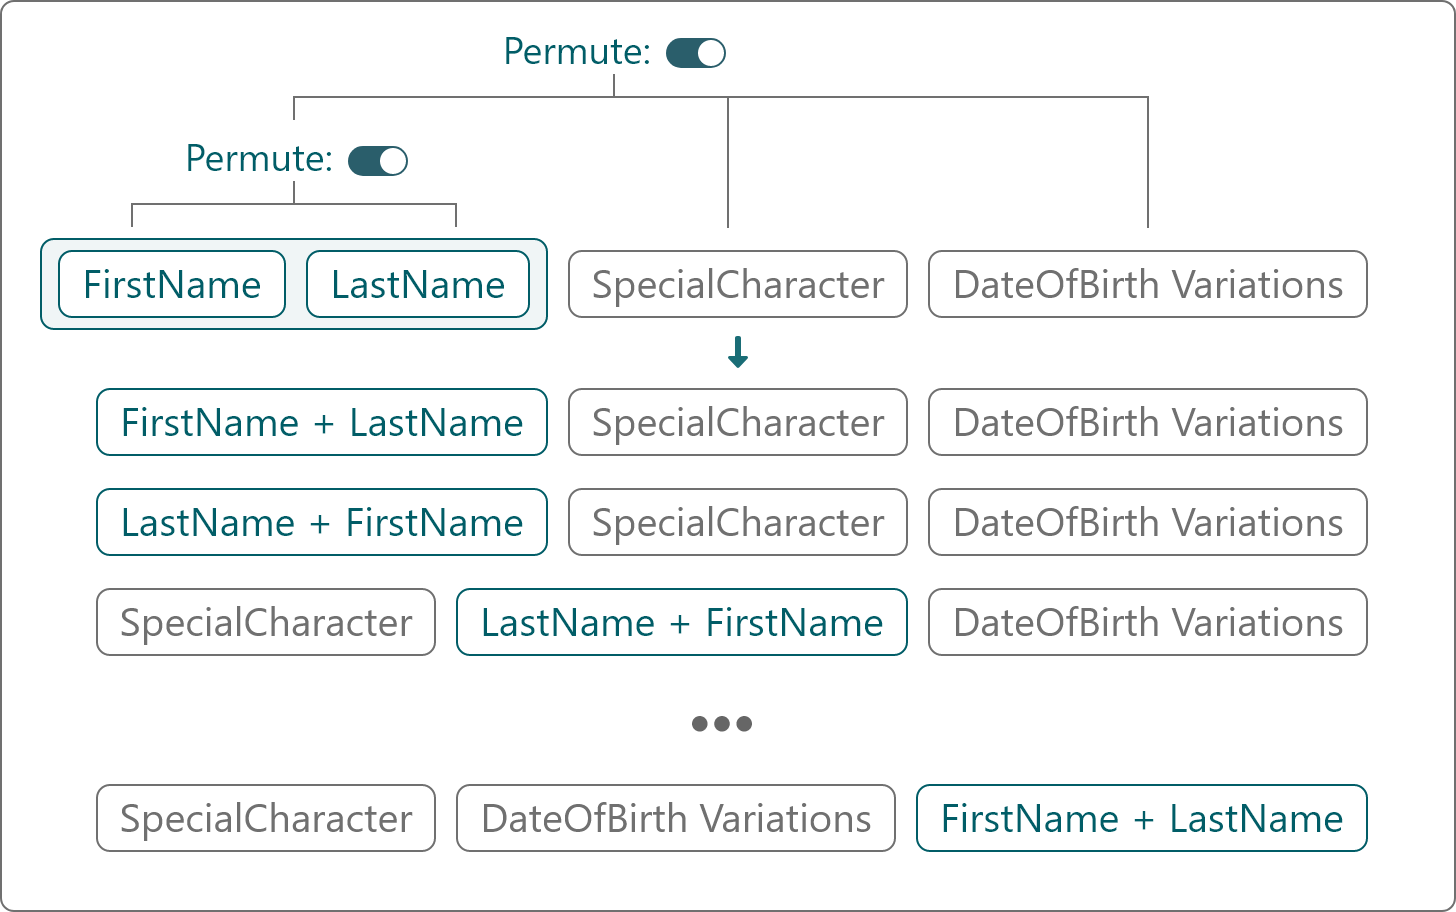 Permute:
Permute:
FirstName LastName SpecialCharacter DateOfBirth Variations
FirstName + LastName SpecialCharacter DateOfBirth Variations
LastName + FirstName SpecialCharacter DateOfBirth Variations
SpecialCharacter LastName + FirstName DateOfBirth Variations
SpecialCharacter DateOfBirth Variations FirstName + LastName